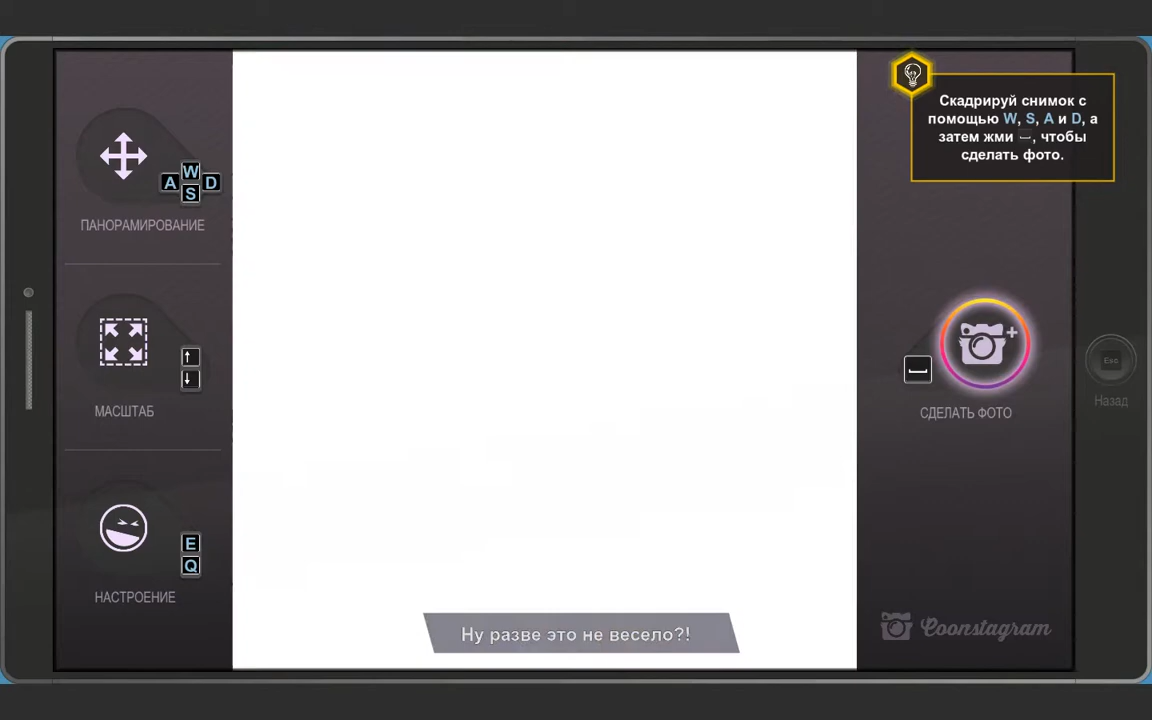 Скадрируй снимок с
помощью W, S, A и D, а
затем жми ⎵, чтобы
сделать фото.
W
A D
S
ПАНОРАМИРОВАНИЕ
↑
↓
МАСШТАБ
E
Q
НАСТРОЕНИЕ
СДЕЛАТЬ ФОТО
Esc
Назад
Ну разве это не весело?!
Coonstagram